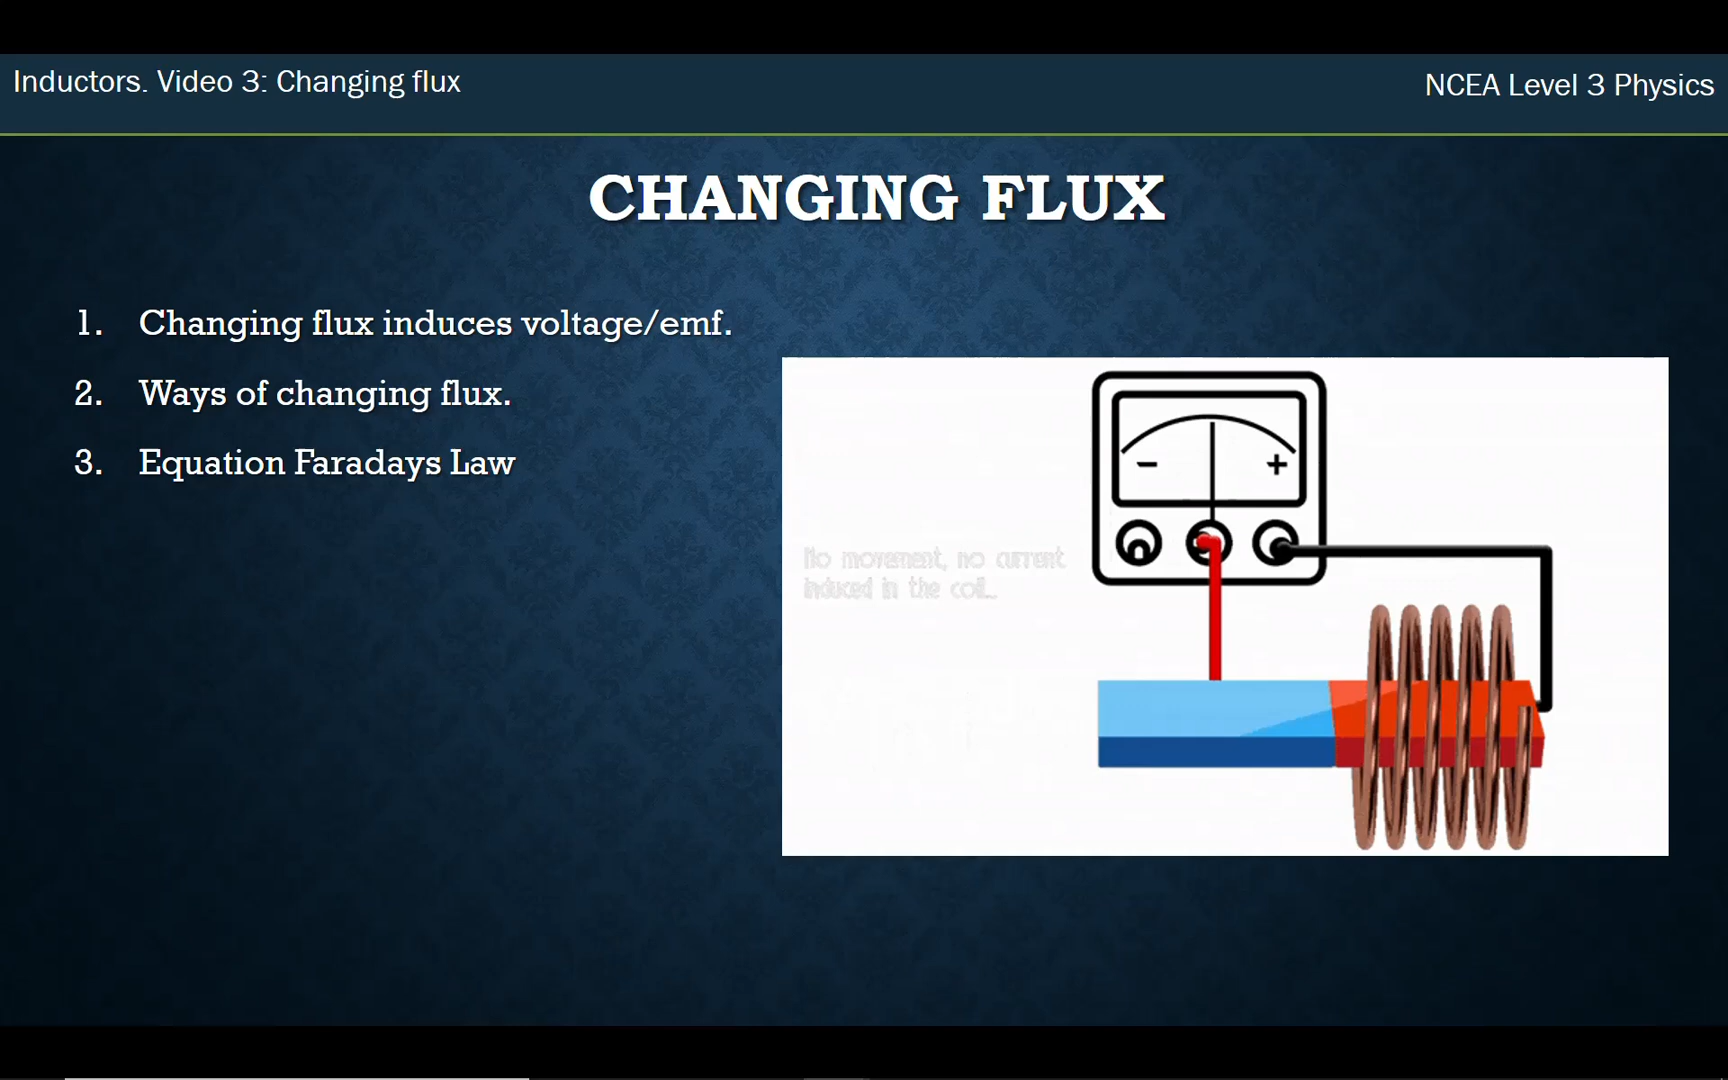 Inductors. Video 3: Changing flux
NCEA Level 3 Physics
CHANGING FLUX
1. Changing flux induces voltage/emf.
2. Ways of changing flux.
3. Equation Faradays Law
- +
No movement, no current
induced in the coil...